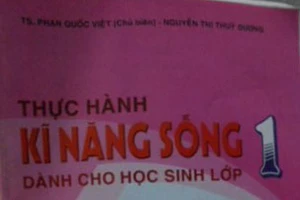 TS. PHAN QUỐC VIỆT (Chủ biên) - NGUYỄN THỊ THUỲ DƯƠNG
THỰC HÀNH
KĨ NĂNG SỐNG 1
DÀNH CHO HỌC SINH LỚP